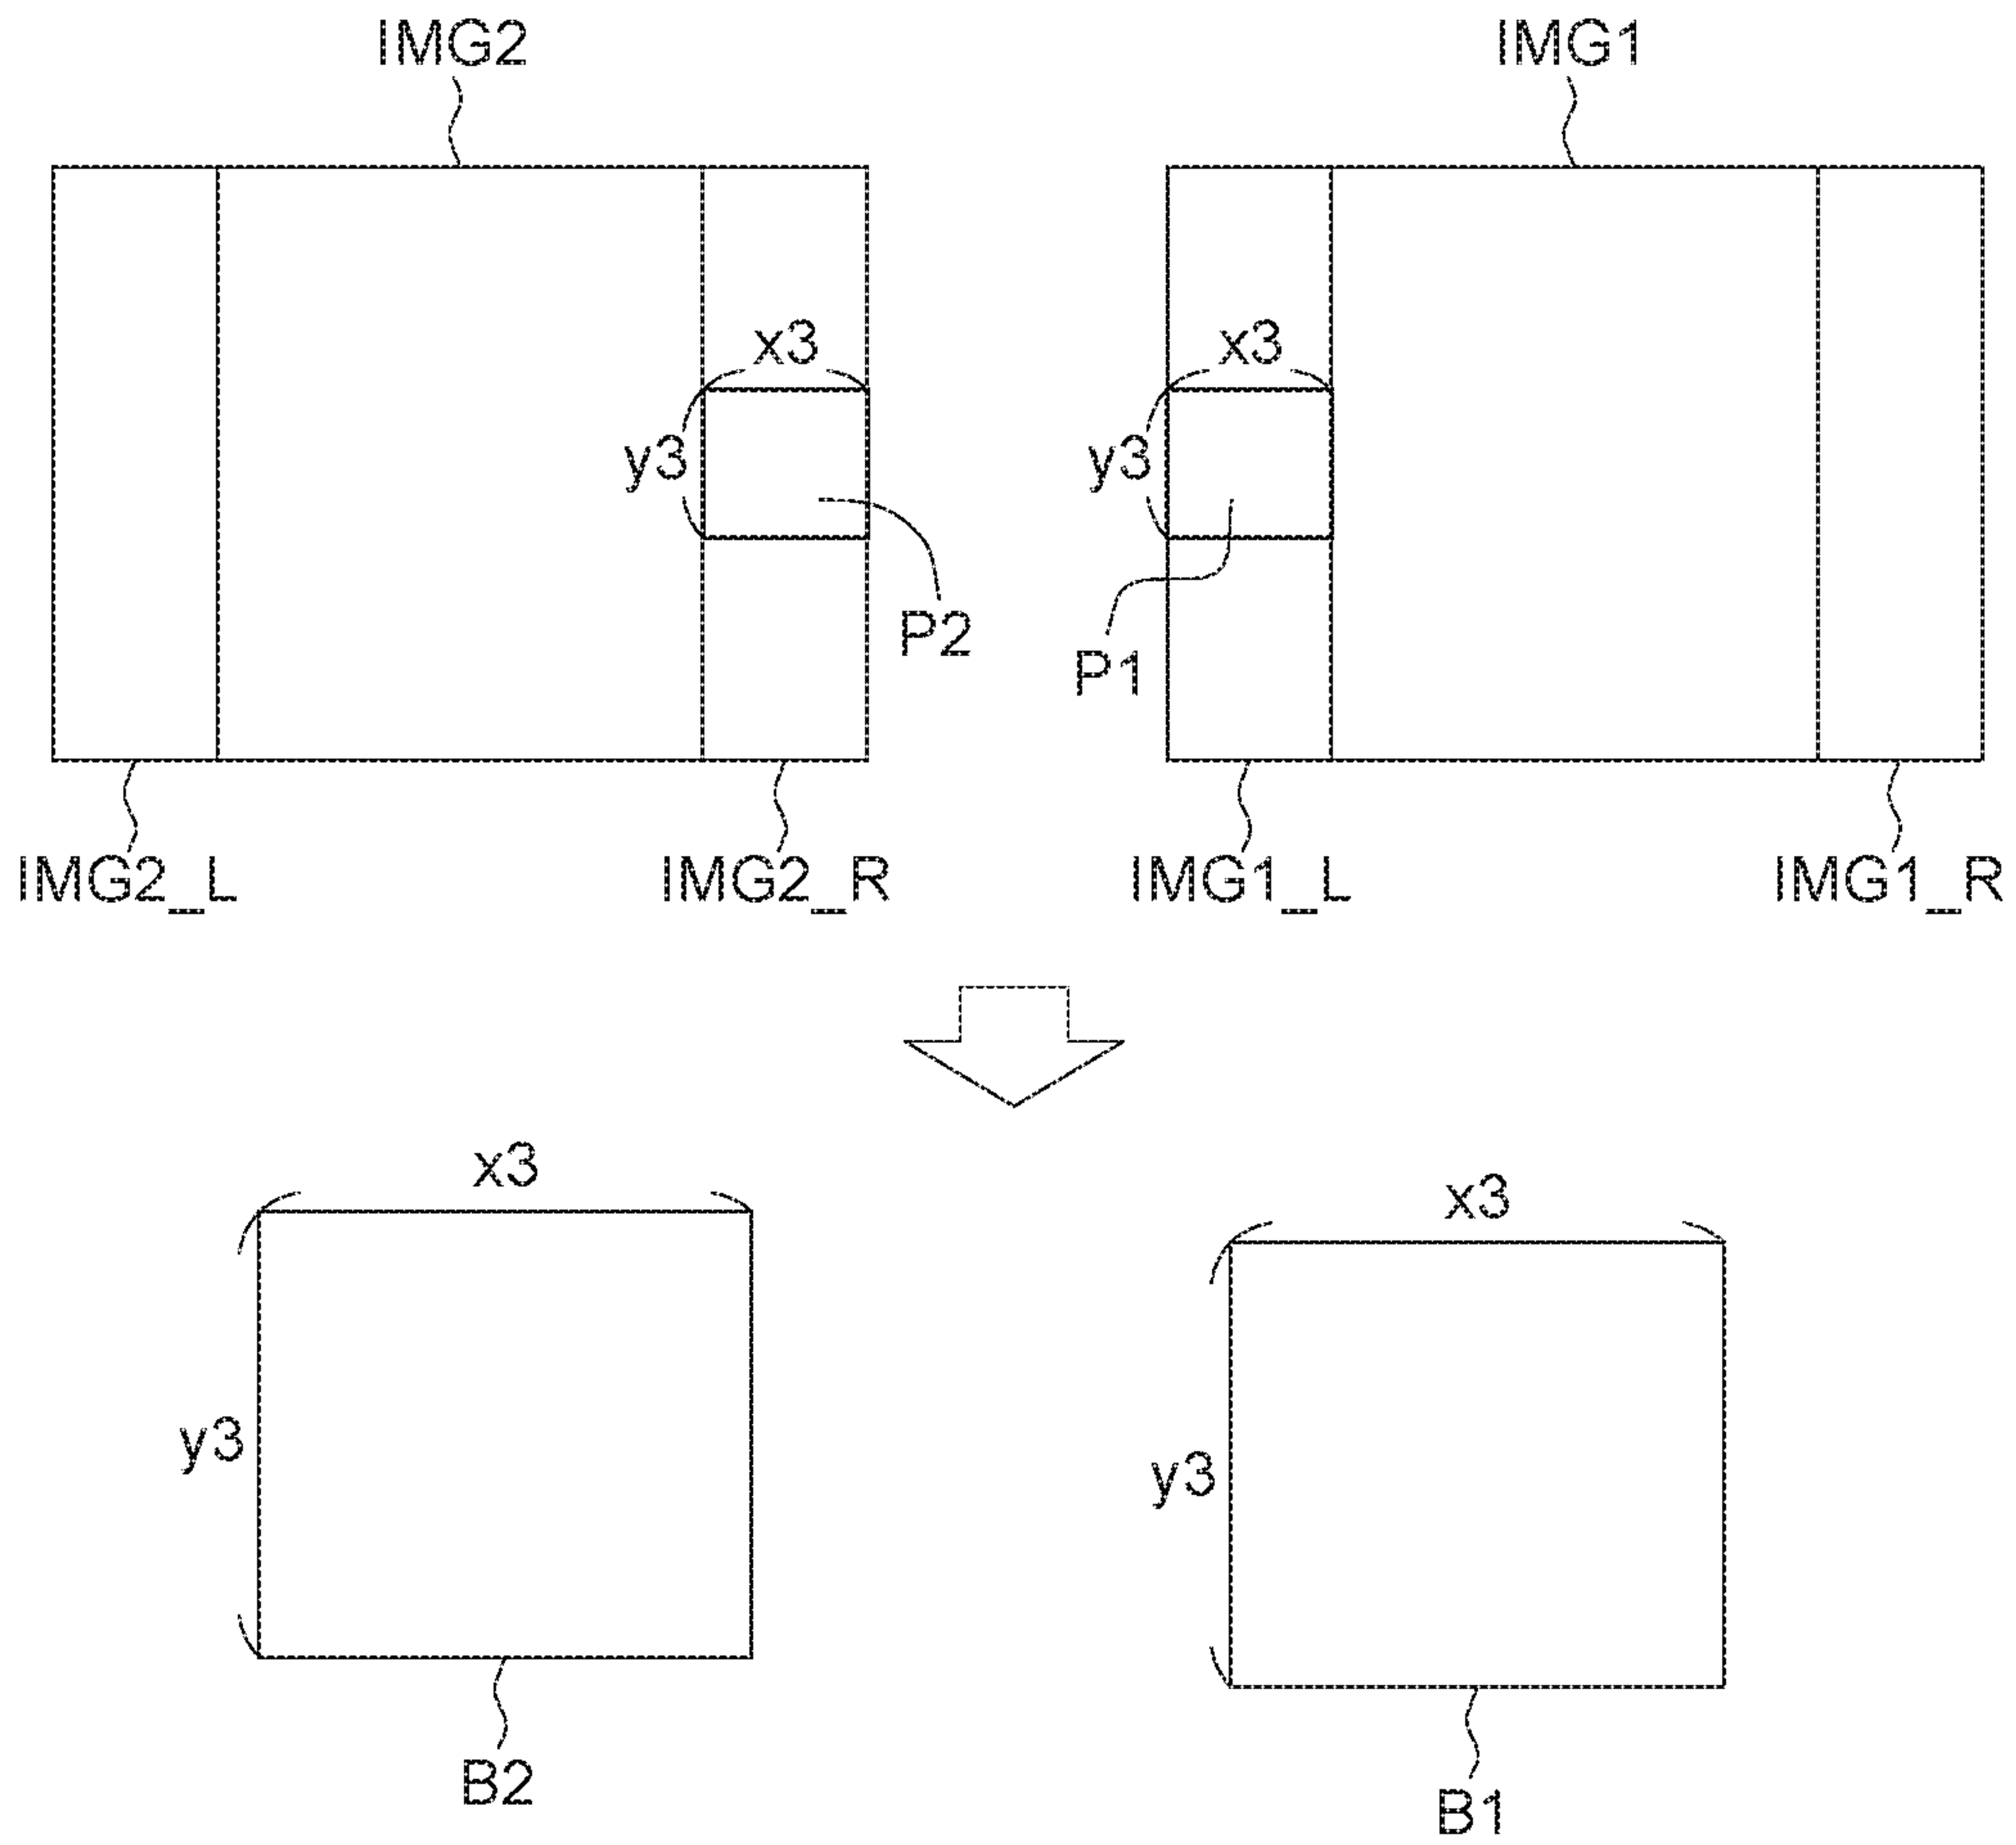 IMG2
IMG1
x3
x3
y3
y3
P2
P1
IMG2_L
IMG2_R
IMG1_L
IMG1_R
x3
x3
y3
y3
B2
B1